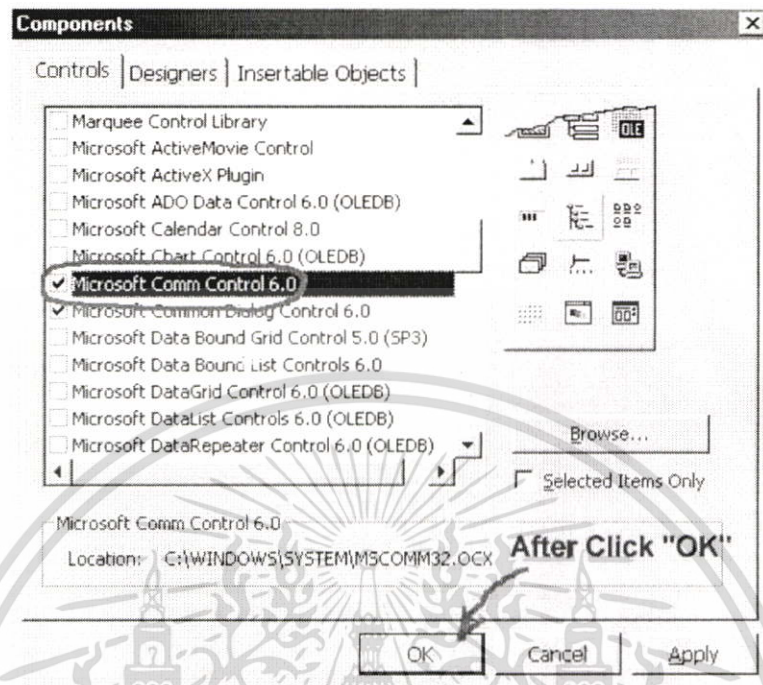 Components
Controls Designers Insertable Objects
Marquee Control Library
Microsoft ActiveMovie Control
Microsoft ActiveX Plugin
Microsoft ADO Data Control 6.0 (OLEDB)
Microsoft Calendar Control 8.0
Microsoft Chart Control 6.0 (OLEDB)
Microsoft Comm Control 6.0
Microsoft Common Dialog Control 6.0
Microsoft Data Bound Grid Control 5.0 (SP3)
Microsoft Data Bound List Controls 6.0
Microsoft DataGrid Control 6.0 (OLEDB)
Microsoft DataList Controls 6.0 (OLEDB)
Microsoft DataRepeater Control 6.0 (OLEDB)
OLE
Browse...
Selected Items Only
Microsoft Comm Control 6.0
Location: C:\WINDOWS\SYSTEM\MSCOMM32.OCX
After Click "OK"
OK Cancel Apply